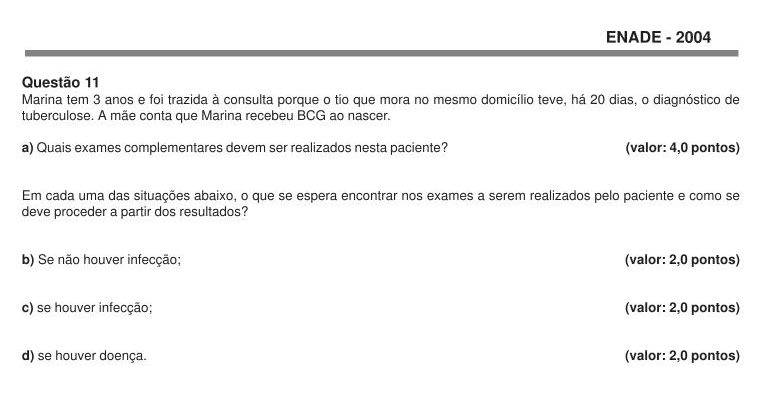 ENADE - 2004
Questão 11
Marina tem 3 anos e foi trazida à consulta porque o tio que mora no mesmo domicílio teve, há 20 dias, o diagnóstico de
tuberculose. A mãe conta que Marina recebeu BCG ao nascer.
a) Quais exames complementares devem ser realizados nesta paciente? (valor: 4,0 pontos)
Em cada uma das situações abaixo, o que se espera encontrar nos exames a serem realizados pelo paciente e como se
deve proceder a partir dos resultados?
b) Se não houver infecção; (valor: 2,0 pontos)
c) se houver infecção; (valor: 2,0 pontos)
d) se houver doença. (valor: 2,0 pontos)